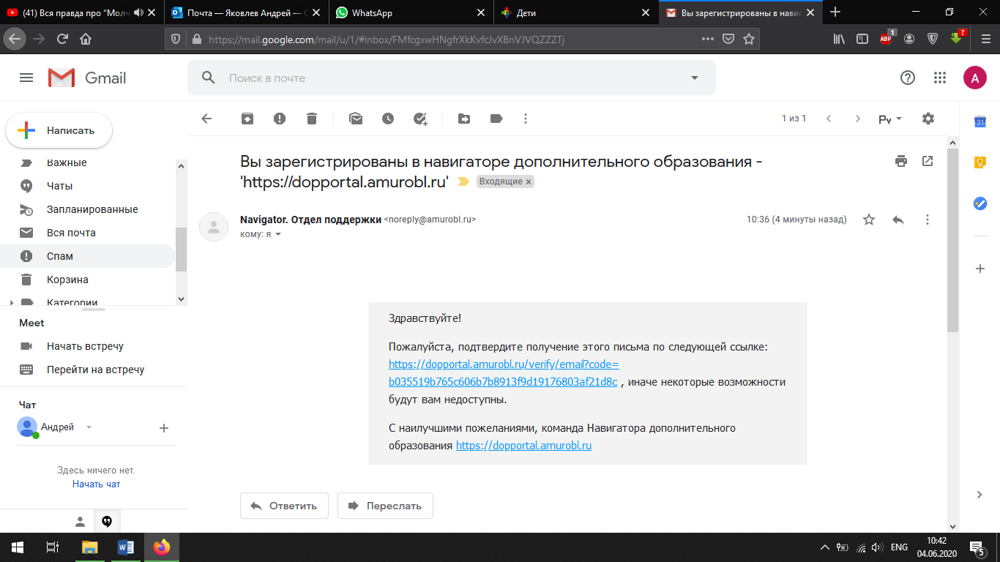 (41) Вся правда про "Молч
Почта — Яковлев Андрей — О
WhatsApp
Дети
Вы зарегистрированы в навиг
https://mail.google.com/mail/u/1/#inbox/FMfcgxwHNgfrXkKvfcJvXBnVJVQZZZTj
ABP
1
?
Gmail
Поиск в почте
A
Написать
1 из 1
Ру
31
Важные
Чаты
Запланированные
Вся почта
Спам
Корзина
Категории
Вы зарегистрированы в навигаторе дополнительного образования -
'https://dopportal.amurobl.ru'
Входящие ×
Navigator. Отдел поддержки <noreply@amurobl.ru>
10:36 (4 минуты назад)
кому: я
Здравствуйте!
Пожалуйста, подтвердите получение этого письма по следующей ссылке:
https://dopportal.amurobl.ru/verify/email?code=
b035519b765c606b7b8913f9d19176803af21d8c , иначе некоторые возможности
будут вам недоступны.
С наилучшими пожеланиями, команда Навигатора дополнительного
образования https://dopportal.amurobl.ru
Meet
Начать встречу
Перейти на встречу
Чат
Андрей
Здесь ничего нет.
Начать чат
Ответить
Переслать
ENG
10:42
04.06.2020
5